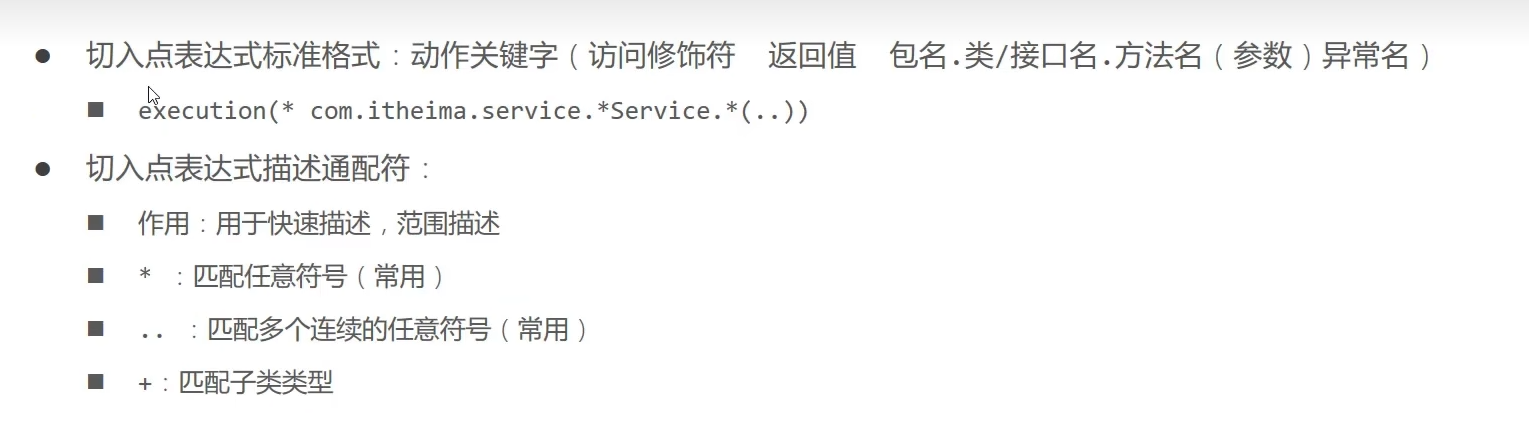 ● 切入点表达式标准格式：动作关键字（访问修饰符  返回值  包名.类/接口名.方法名（参数）异常名）
■ execution(* com.itheima.service.*Service.*(..))
● 切入点表达式描述通配符：
■ 作用：用于快速描述，范围描述
■ * ：匹配任意符号（常用）
■ .. ：匹配多个连续的任意符号（常用）
■ +：匹配子类类型